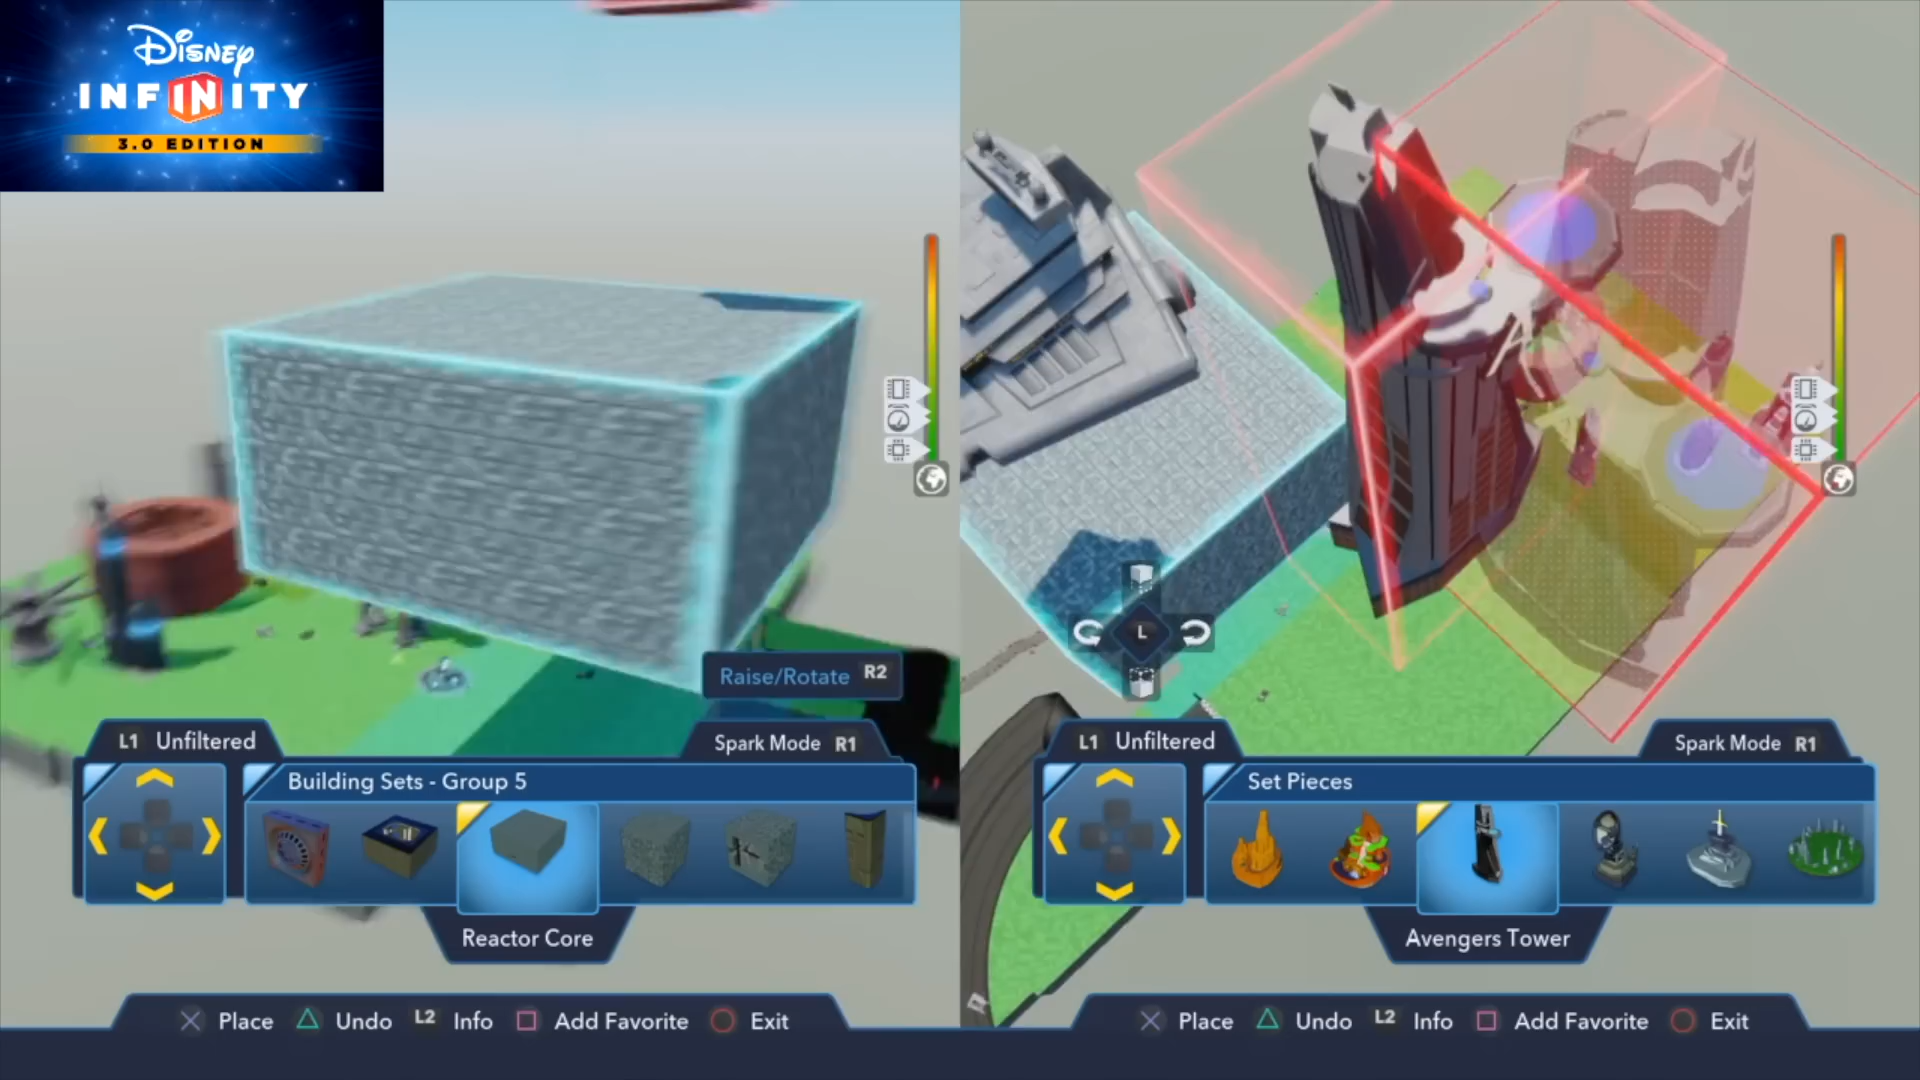 DISNEY
INFINITY
3.0 EDITION
Raise/Rotate R2
L1 Unfiltered
Spark Mode R1
Building Sets - Group 5
Reactor Core
Place Undo L2 Info Add Favorite Exit
L
L1 Unfiltered
Spark Mode R1
Set Pieces
Avengers Tower
Place Undo L2 Info Add Favorite Exit